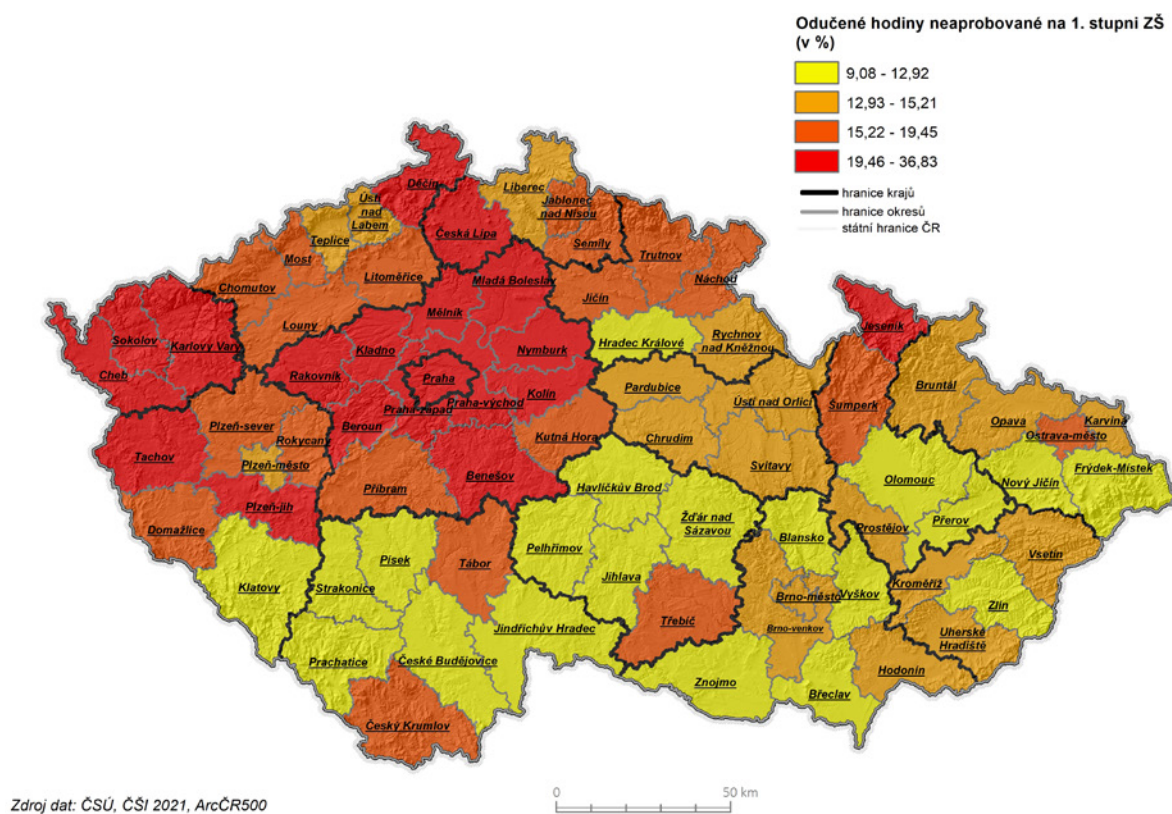 Odučené hodiny neaprobované na 1. stupni ZŠ
(v %)
9,08 - 12,92
12,93 - 15,21
15,22 - 19,45
19,46 - 36,83
hranice krajů
hranice okresů
státní hranice ČR
Děčín
Liberec
Ústí
nad
Labem
Jablonec
nad Nisou
Teplice
Česká Lípa
Semily
Trutnov
Most
Litoměřice
Chomutov
Mladá Boleslav
Náchod
Jičín
Mělník
Louny
Jeseník
Sokolov
Karlovy Vary
Kladno
Nymburk
Hradec Králové
Rychnov
nad Kněžnou
Cheb
Rakovník
Praha
Kolín
Pardubice
Bruntál
Praha-západ
Praha-východ
Ústí nad Orlicí
Šumperk
Beroun
Opava
Karviná
Plzeň-sever
Rokycany
Kutná Hora
Chrudim
Ostrava-město
Tachov
Plzeň-město
Svitavy
Frýdek-Místek
Benešov
Olomouc
Nový Jičín
Příbram
Havlíčkův Brod
Plzeň-jih
Žďár nad
Sázavou
Přerov
Domažlice
Prostějov
Blansko
Vsetín
Písek
Pelhřimov
Tábor
Jihlava
Kroměříž
Klatovy
Strakonice
Brno-město
Vyškov
Zlín
Třebíč
Brno-venkov
Jindřichův Hradec
Uherské
Hradiště
Prachatice
České Budějovice
Hodonín
Znojmo
Břeclav
Český Krumlov
0
50 km
Zdroj dat: ČSÚ, ČŠI 2021, ArcČR500